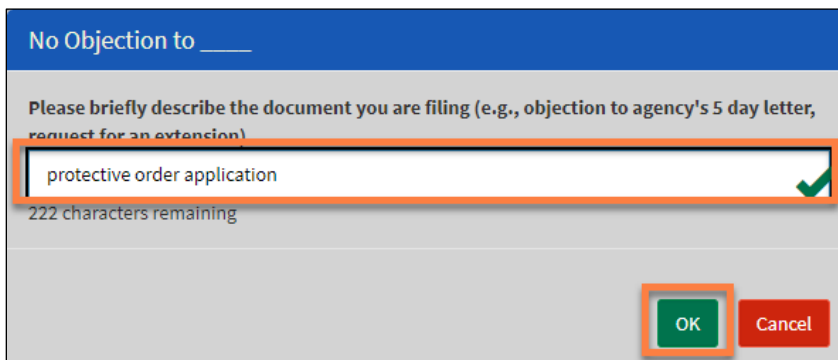 No Objection to ____
Please briefly describe the document you are filing (e.g., objection to agency's 5 day letter,
request for an extension)
protective order application
222 characters remaining
OK
Cancel